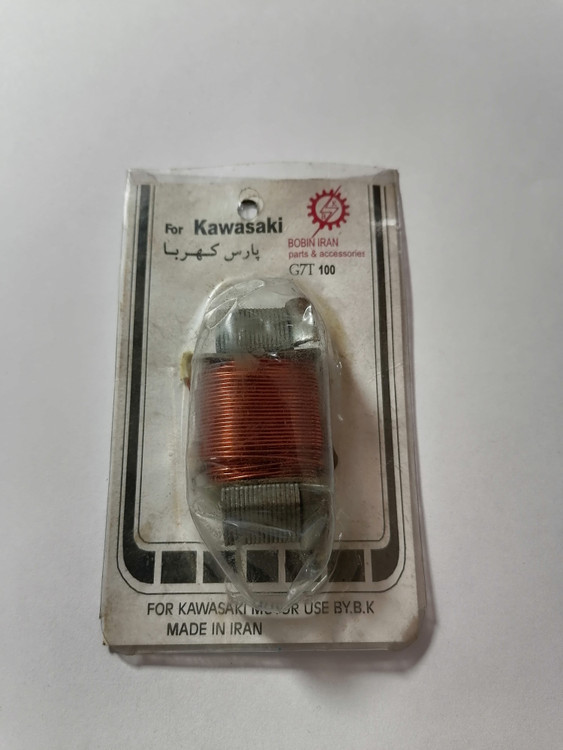 For Kawasaki
پارس کهربا
BOBIN IRAN
parts & accessories
G7T 100
FOR KAWASAKI MOTOR USE BY.B.K
MADE IN IRAN